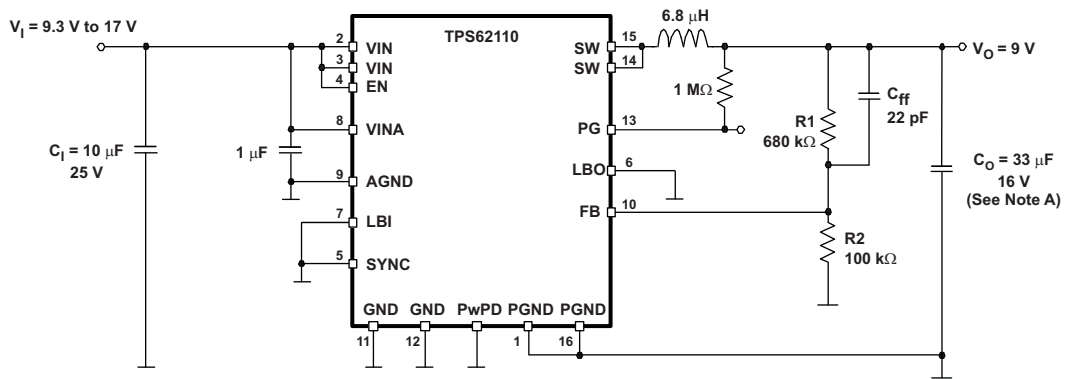 V_I = 9.3 V to 17 V
TPS62110
6.8 μH
V_O = 9 V
2
VIN
3
VIN
4
EN
8
VINA
9
AGND
7
LBI
5
SYNC
15
SW
14
SW
1 MΩ
13
PG
6
LBO
10
FB
C_ff
22 pF
R1
680 kΩ
R2
100 kΩ
C_I = 10 μF
25 V
1 μF
C_O = 33 μF
16 V
(See Note A)
GND
GND
PwPD
PGND
PGND
11
12
1
16